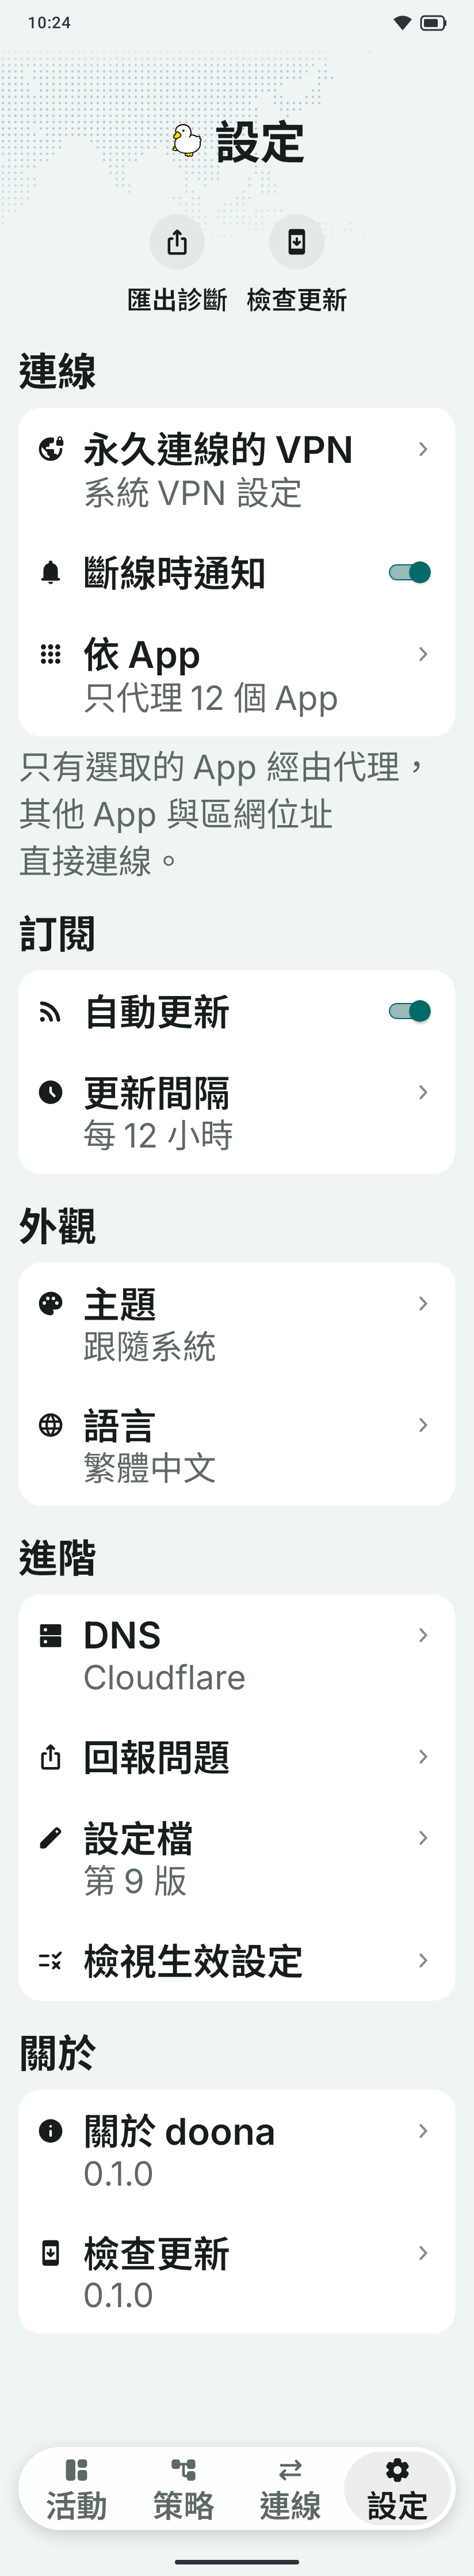 10:24
設定
匯出診斷 檢查更新
連線
永久連線的 VPN
系統 VPN 設定
斷線時通知
依 App
只代理 12 個 App
只有選取的 App 經由代理，
其他 App 與區網位址
直接連線。
訂閱
自動更新
更新間隔
每 12 小時
外觀
主題
跟隨系統
語言
繁體中文
進階
DNS
Cloudflare
回報問題
設定檔
第 9 版
檢視生效設定
關於
關於 doona
0.1.0
檢查更新
0.1.0
活動 策略 連線 設定